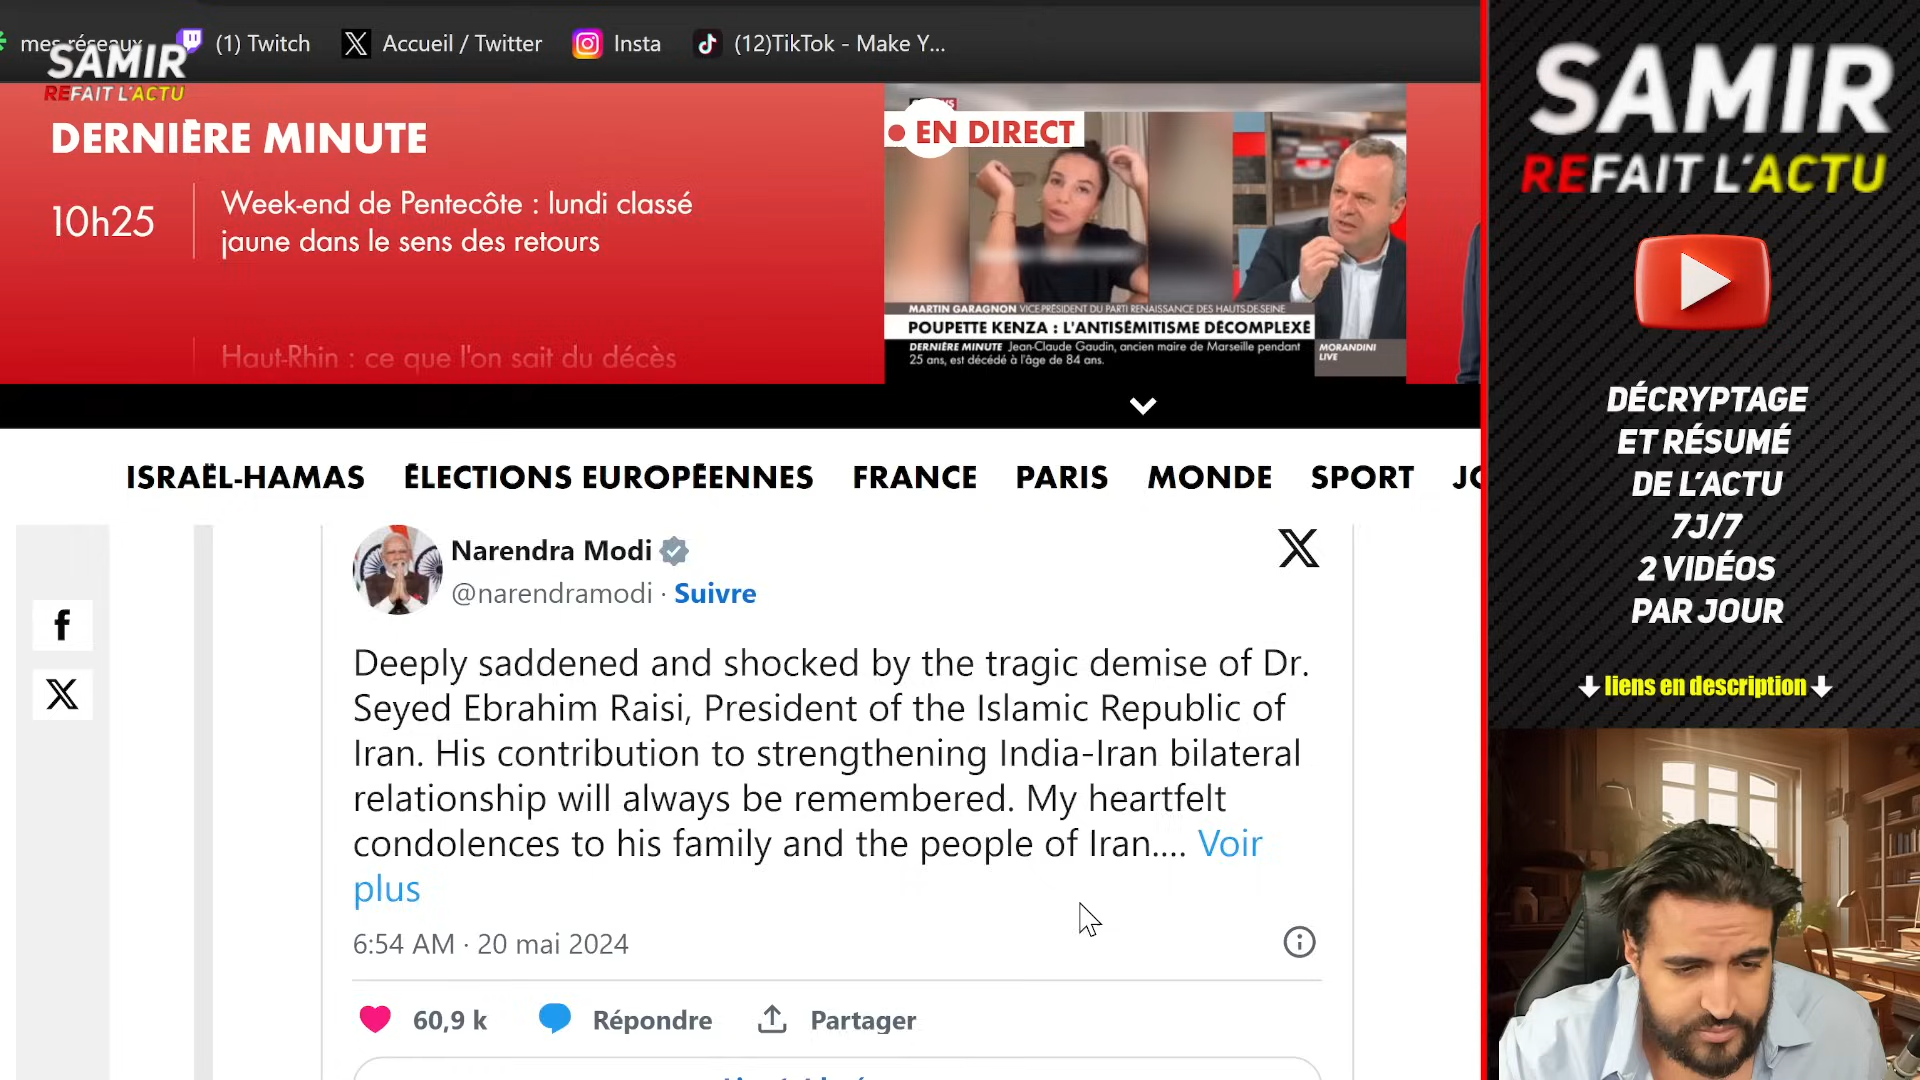 mes réseaux
(1) Twitch
Accueil / Twitter
Insta
(12)TikTok - Make Y...
SAMIR
REFAIT L'ACTU
DERNIÈRE MINUTE
10h25
Week-end de Pentecôte : lundi classé
jaune dans le sens des retours
Haut-Rhin : ce que l'on sait du décès
EN DIRECT
MARTIN GARAGNON VICE-PRÉSIDENT DU PARTI RENAISSANCE DES HAUTS-DE-SEINE
POUPETTE KENZA : L'ANTISÉMITISME DÉCOMPLEXÉ
DERNIÈRE MINUTE Jean-Claude Gaudin, ancien maire de Marseille pendant
25 ans, est décédé à l'âge de 84 ans.
MORANDINI
LIVE
ISRAËL-HAMAS ÉLECTIONS EUROPÉENNES FRANCE PARIS MONDE SPORT
Narendra Modi
@narendramodi · Suivre
Deeply saddened and shocked by the tragic demise of Dr.
Seyed Ebrahim Raisi, President of the Islamic Republic of
Iran. His contribution to strengthening India-Iran bilateral
relationship will always be remembered. My heartfelt
condolences to his family and the people of Iran.... Voir
plus
6:54 AM · 20 mai 2024
60,9 k
Répondre
Partager
SAMIR
REFAIT L'ACTU
DÉCRYPTAGE
ET RÉSUMÉ
DE L'ACTU
7J/7
2 VIDÉOS
PAR JOUR
liens en description